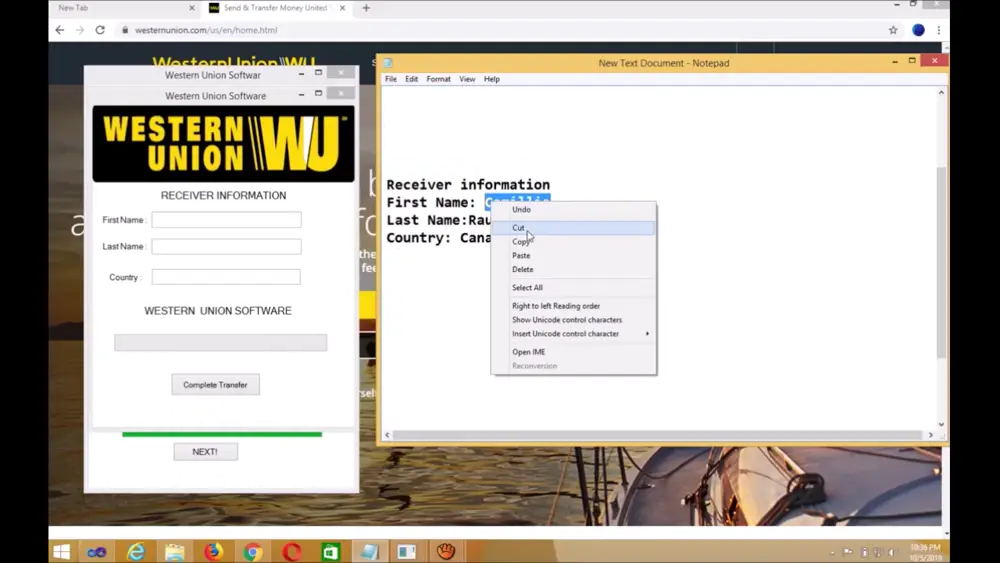 New Tab
Send & Transfer Money United
westernunion.com/us/en/home.html
WesternUnion WU
Western Union Softwar
Western Union Software
WESTERN
UNION WU
RECEIVER INFORMATION
First Name :
Last Name :
Country :
WESTERN UNION SOFTWARE
Complete Transfer
NEXT!
New Text Document - Notepad
File Edit Format View Help
Receiver information
First Name:
Last Name:Rau
Country: Cana
Undo
Cut
Copy
Paste
Delete
Select All
Right to left Reading order
Show Unicode control characters
Insert Unicode control character
Open IME
Reconversion
10:36 PM
10/5/2019